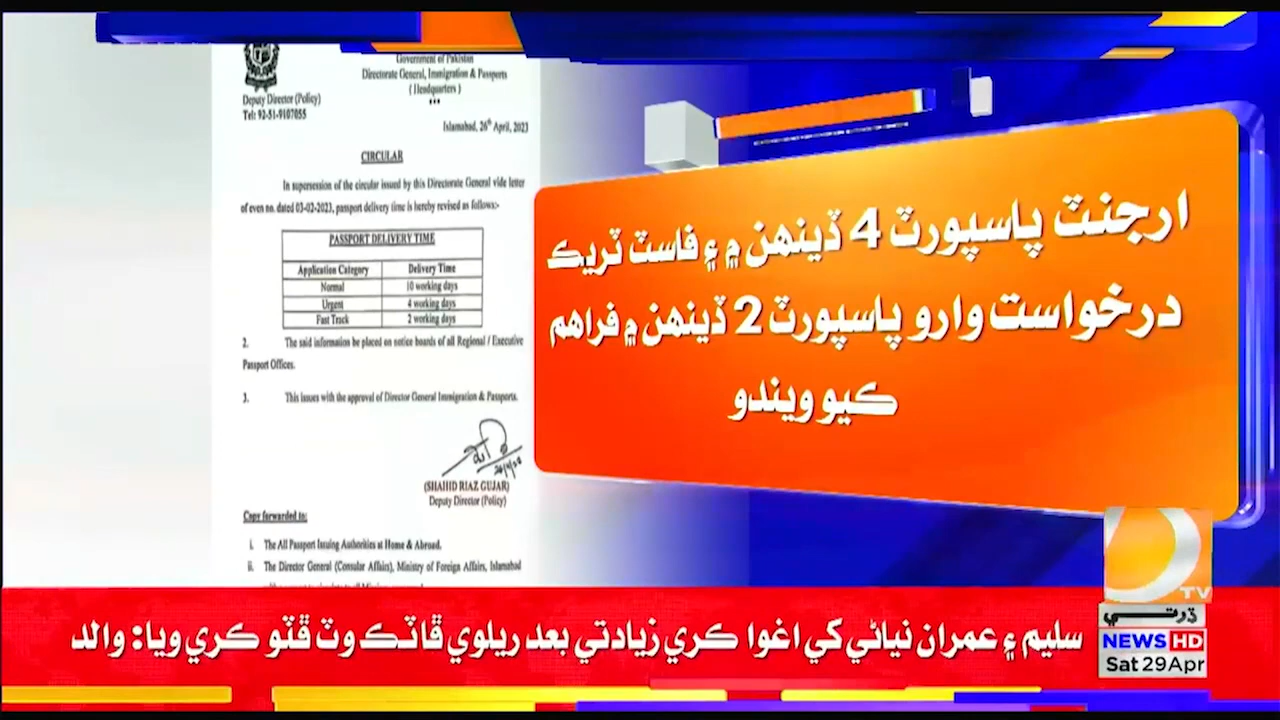 Government of Pakistan
Directorate General, Immigration & Passports
( Headquarters )
***
Deputy Director (Policy)
Tel: 92-51-9107055
Islamabad, 26th April, 2023
CIRCULAR
In supersession of the circular issued by this Directorate General vide letter
of even no. dated 03-02-2023, passport delivery time is hereby revised as follows:-
PASSPORT DELIVERY TIME
Application Category Delivery Time
Normal 10 working days
Urgent 4 working days
Fast Track 2 working days
2. The said information be placed on notice boards of all Regional / Executive
Passport Offices.
3. This issues with the approval of Director General Immigration & Passports.
(SHAHID RIAZ GUJAR)
Deputy Director (Policy)
Copy forwarded to:
i. The All Passport Issuing Authorities at Home & Abroad.
ii. The Director General (Consular Affairs), Ministry of Foreign Affairs, Islamabad
ارجنٽ پاسپورٽ 4 ڏينهن ۾ ۽ فاسٽ ٽريڪ
درخواست وارو پاسپورٽ 2 ڏينهن ۾ فراهم
ڪيو ويندو
TV
ڌرتي
NEWS HD
Sat 29Apr
سليم ۽ عمران نياڻي کي اغوا ڪري زيادتي بعد ريلوي ڦاٽڪ وٽ ڦٽو ڪري ويا: والد